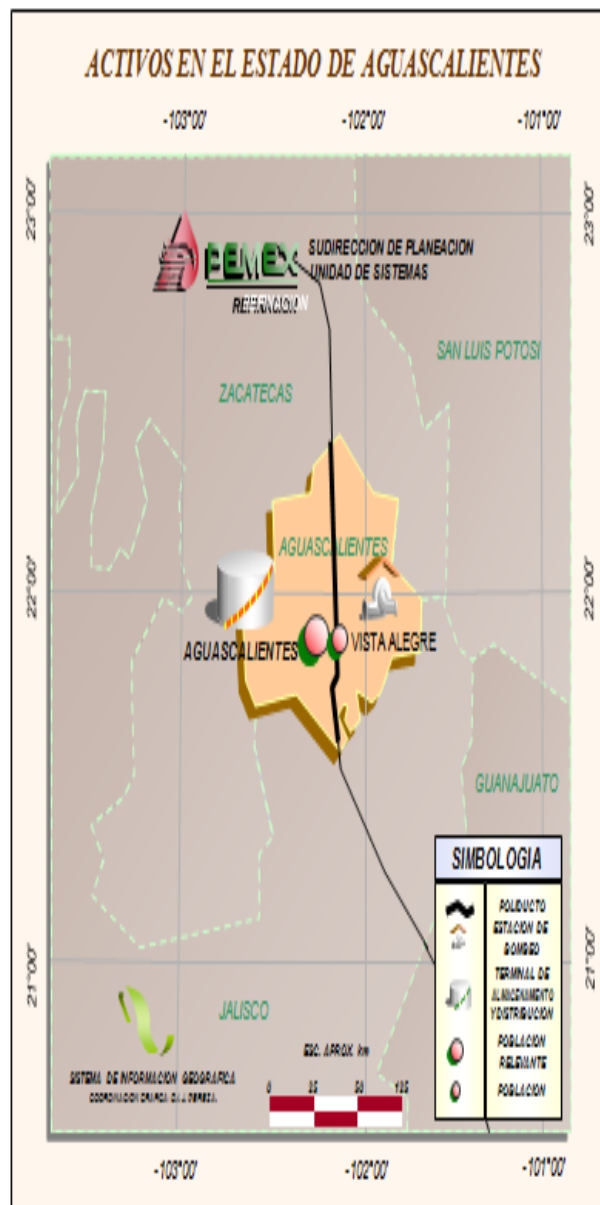 ACTIVOS EN EL ESTADO DE AGUASCALIENTES
-103°00' -102°00' -101°00'
23°00' 23°00'
PEMEX
REFINACION
SUDIRECCION DE PLANEACION
UNIDAD DE SISTEMAS
SAN LUIS POTOSI
ZACATECAS
AGUASCALIENTES
22°00' 22°00'
AGUASCALIENTES
VISTA ALEGRE
GUANAJUATO
SIMBOLOGIA
POLIDUCTO
ESTACION DE
BOMBEO
TERMINAL DE
ALMACENAMENTO
Y DISTRIBUCION
POBLACION
RELEVANTE
POBLACION
21°00' 21°00'
JALISCO
ESC. APROX. km
SISTEMA DE INFORMACION GEOGRAFICA
0 25 50
-103°00' -102°00' -101°00'